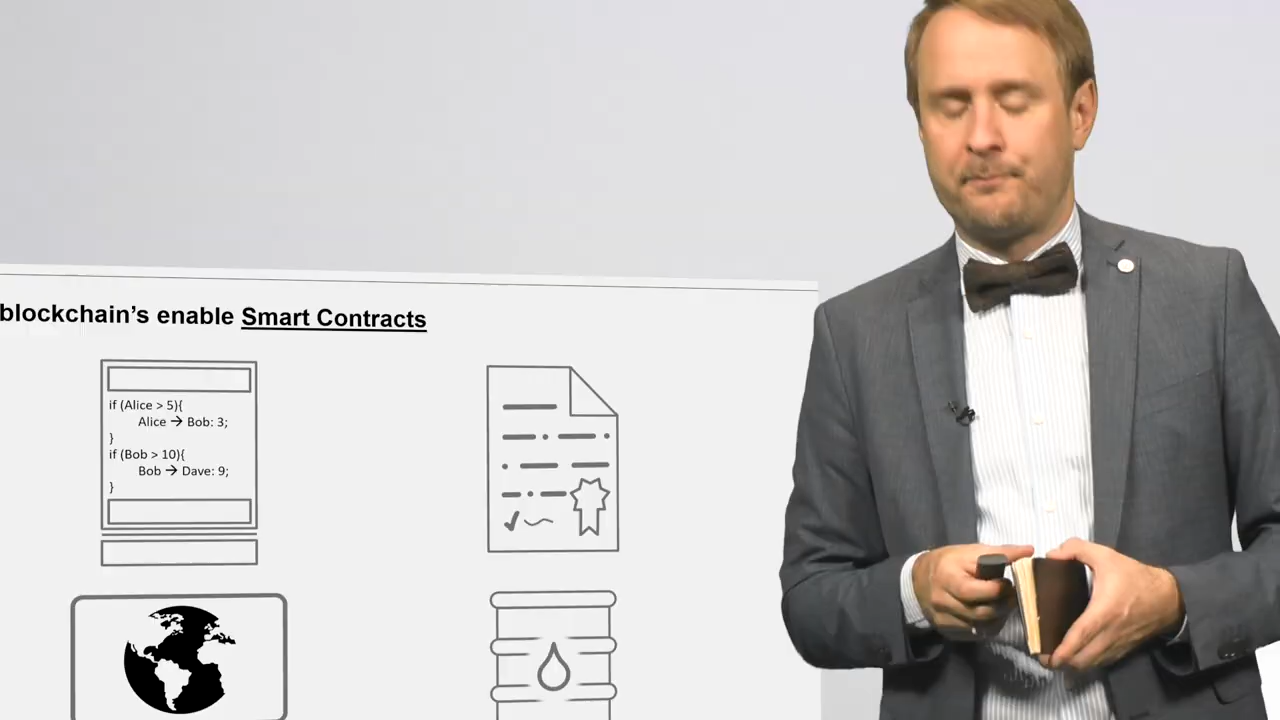 blockchain's enable Smart Contracts
if (Alice > 5){
Alice → Bob: 3;
}
if (Bob > 10){
Bob → Dave: 9;
}